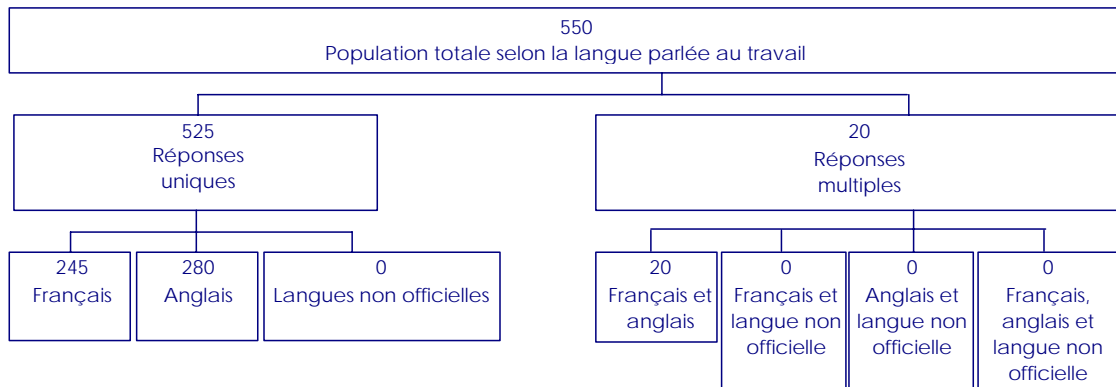 550
Population totale selon la langue parlée au travail
525
Réponses
uniques
20
Réponses
multiples
245
Français
280
Anglais
0
Langues non officielles
20
Français et
anglais
0
Français et
langue non
officielle
0
Anglais et
langue non
officielle
0
Français,
anglais et
langue non
officielle